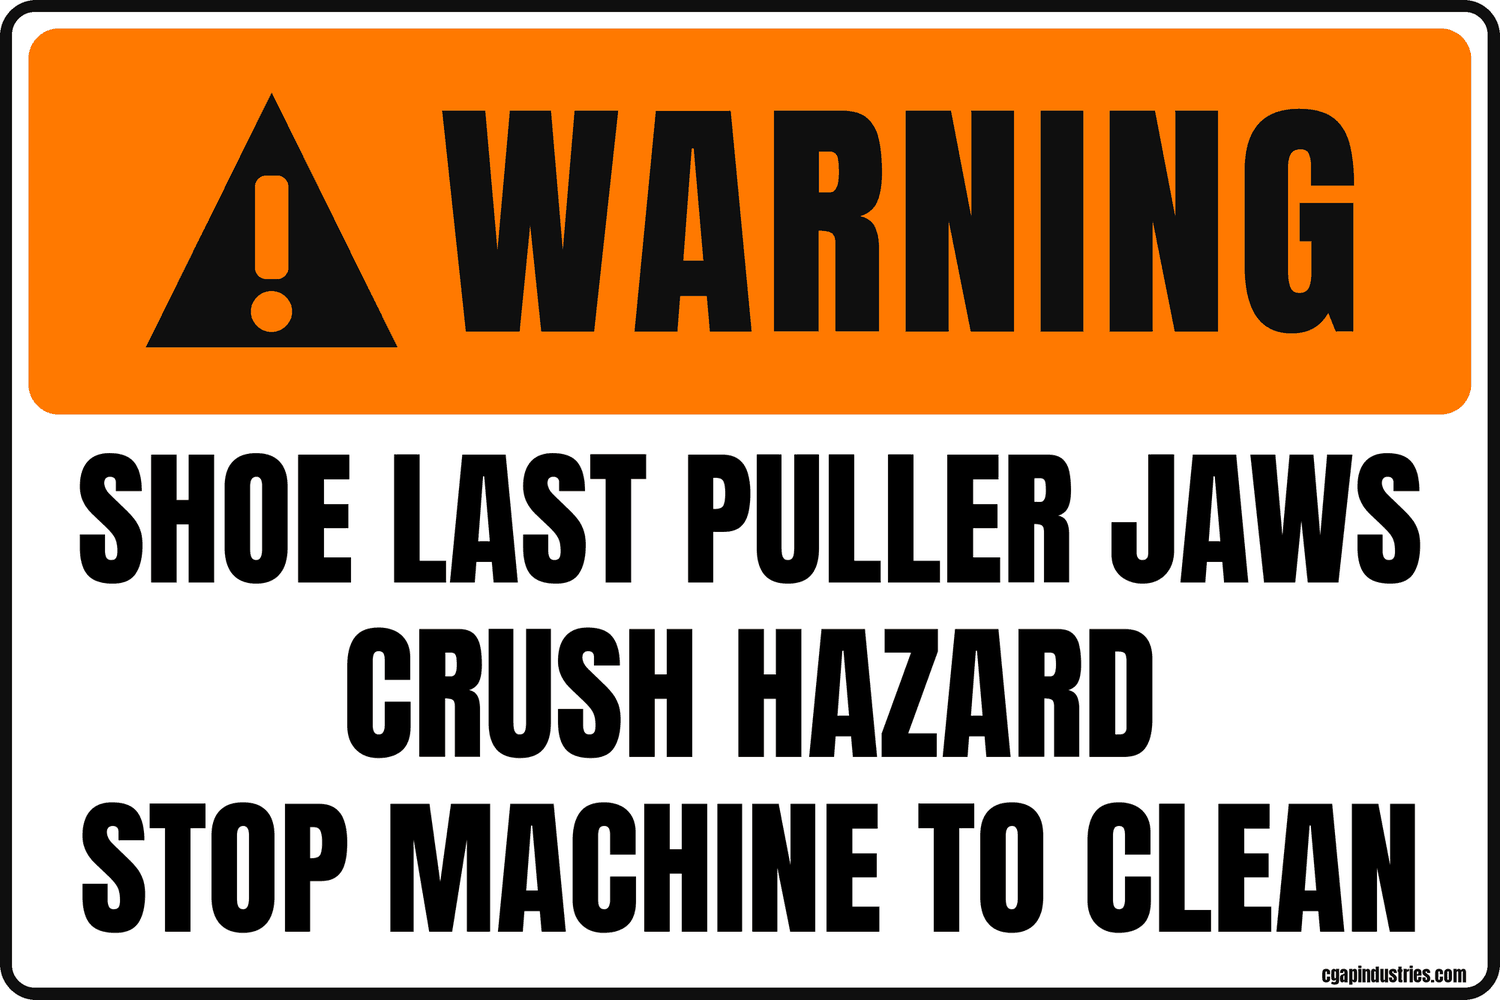 WARNING
SHOE LAST PULLER JAWS
CRUSH HAZARD
STOP MACHINE TO CLEAN
cgapindustries.com